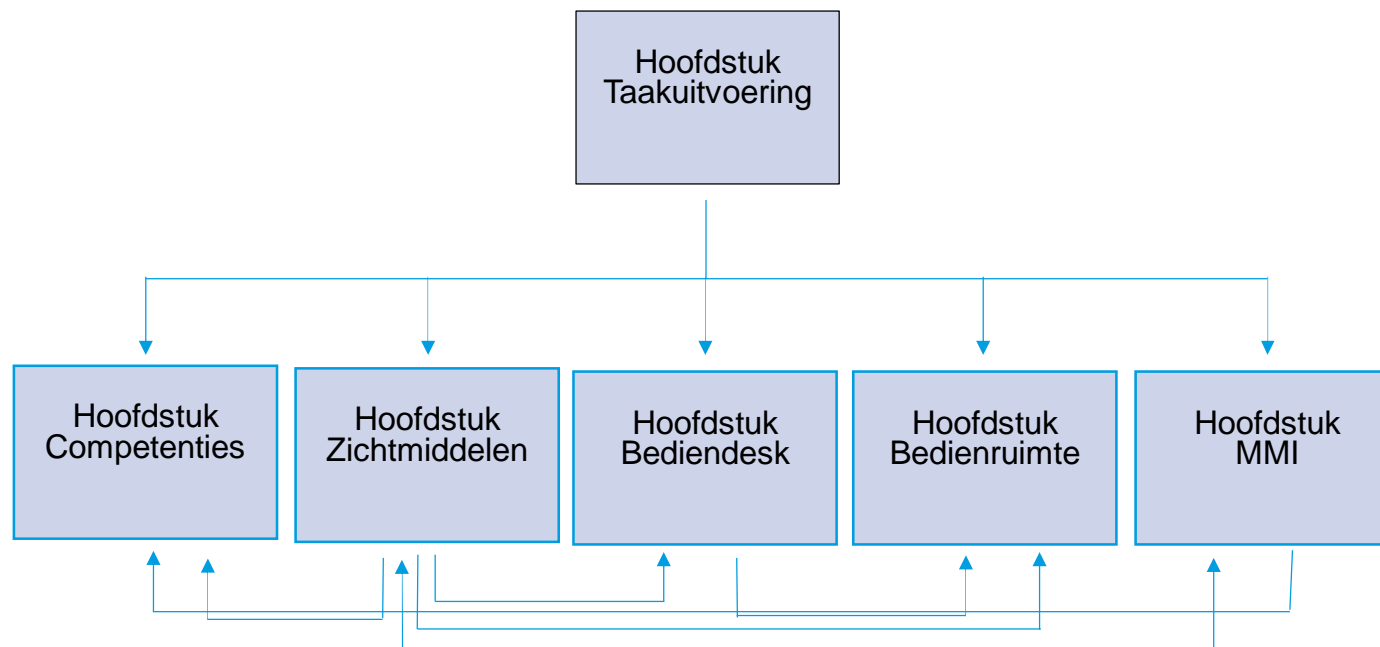 Hoofdstuk
Taakuitvoering
Hoofdstuk
Competenties
Hoofdstuk
Zichtmiddelen
Hoofdstuk
Bediendesk
Hoofdstuk
Bedienruimte
Hoofdstuk
MMI